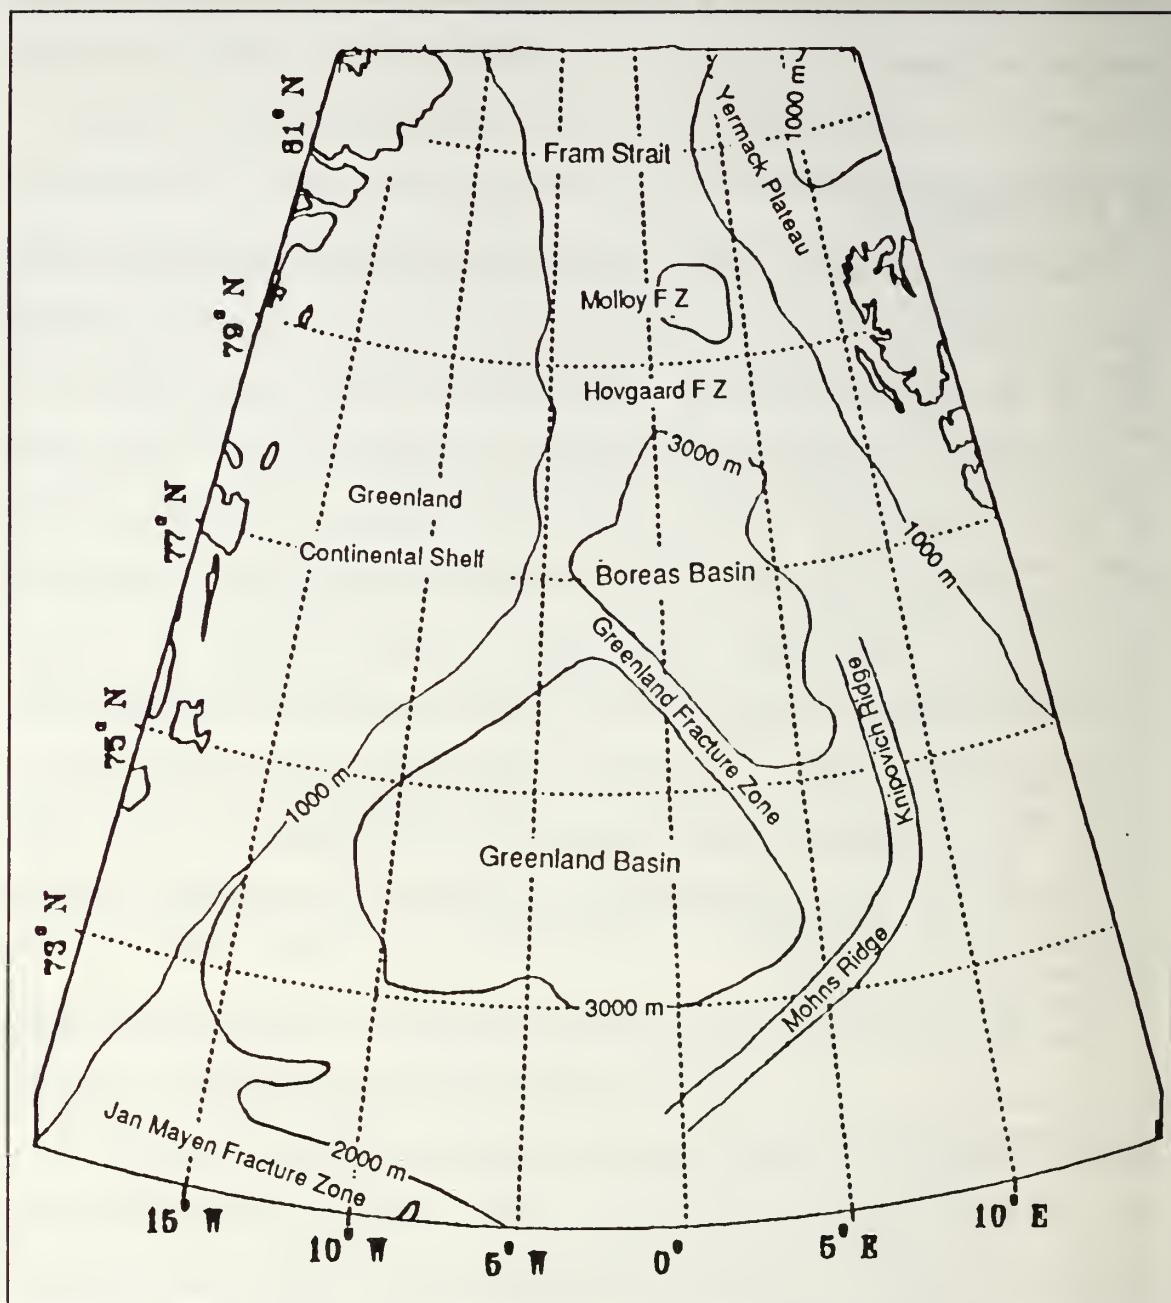 81° N
Fram Strait
Yermack Plateau
1000 m
79° N
Molloy F Z
Hovgaard F Z
3000 m
77° N
Greenland
Continental Shelf
Boreas Basin
1000 m
Greenland Fracture Zone
Knipovich Ridge
75° N
1000 m
Greenland Basin
73° N
3000 m
Mohns Ridge
Jan Mayen Fracture Zone
2000 m
15° W
10° W
5° W
0°
5° E
10° E